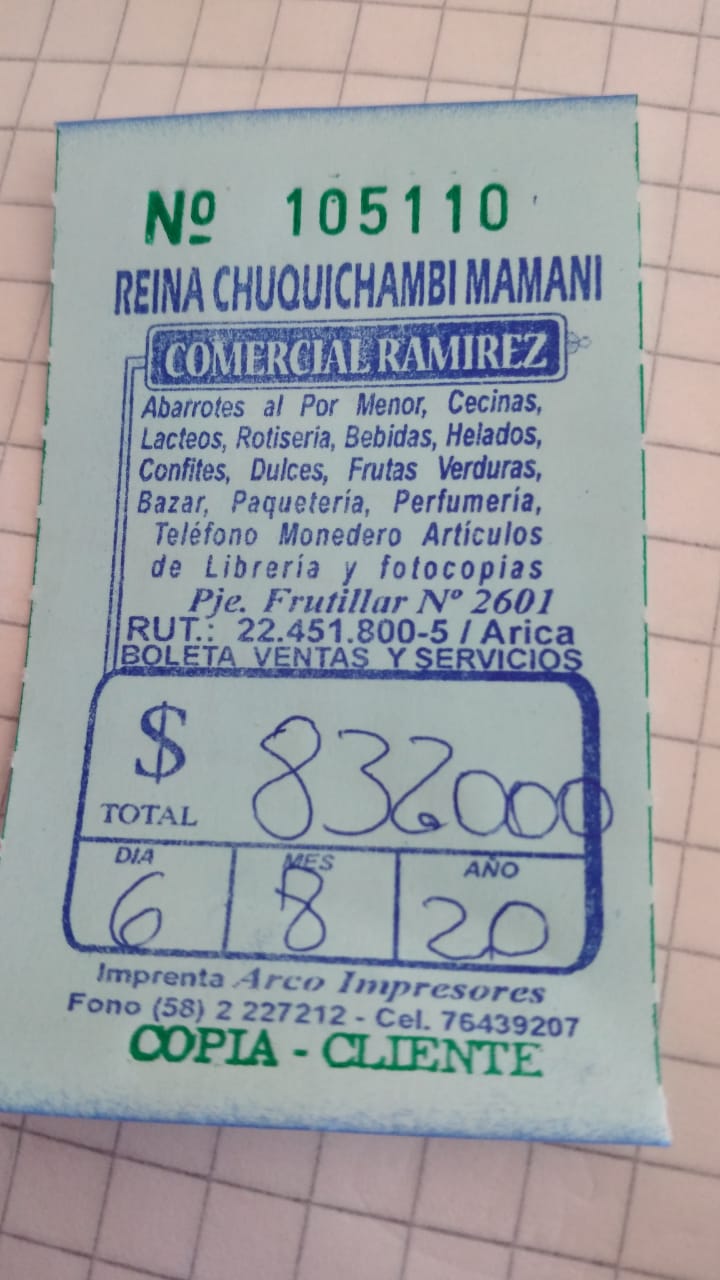 Nº 105110
REINA CHUQUICHAMBI MAMANI
COMERCIAL RAMIREZ
Abarrotes al Por Menor, Cecinas,
Lacteos, Rotiseria, Bebidas, Helados,
Confites, Dulces, Frutas Verduras,
Bazar, Paquetería, Perfumería,
Teléfono Monedero Artículos
de Librería y fotocopias
Pje. Frutillar Nº 2601
RUT.: 22.451.800-5 / Arica
BOLETA VENTAS Y SERVICIOS
$ 832000
TOTAL
DIA MES AÑO
6 8 20
Imprenta Arco Impresores
Fono (58) 2 227212 - Cel. 76439207
COPIA - CLIENTE